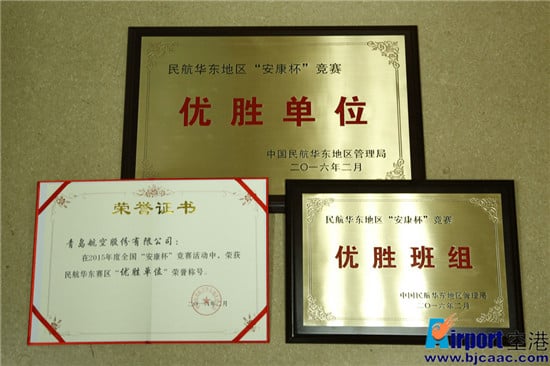 民航华东地区“安康杯”竞赛
优胜单位
中国民航华东地区管理局
二〇一六年二月
荣誉证书
青岛航空股份有限公司：
在2015年度全国“安康杯”竞赛活动中，荣获
民航华东赛区“优胜单位”荣誉称号。
民航华东地区“安康杯”竞赛
优胜班组
中国民航华东地区管理局
二〇一六年二月
Airport空港
www.bjcaac.com